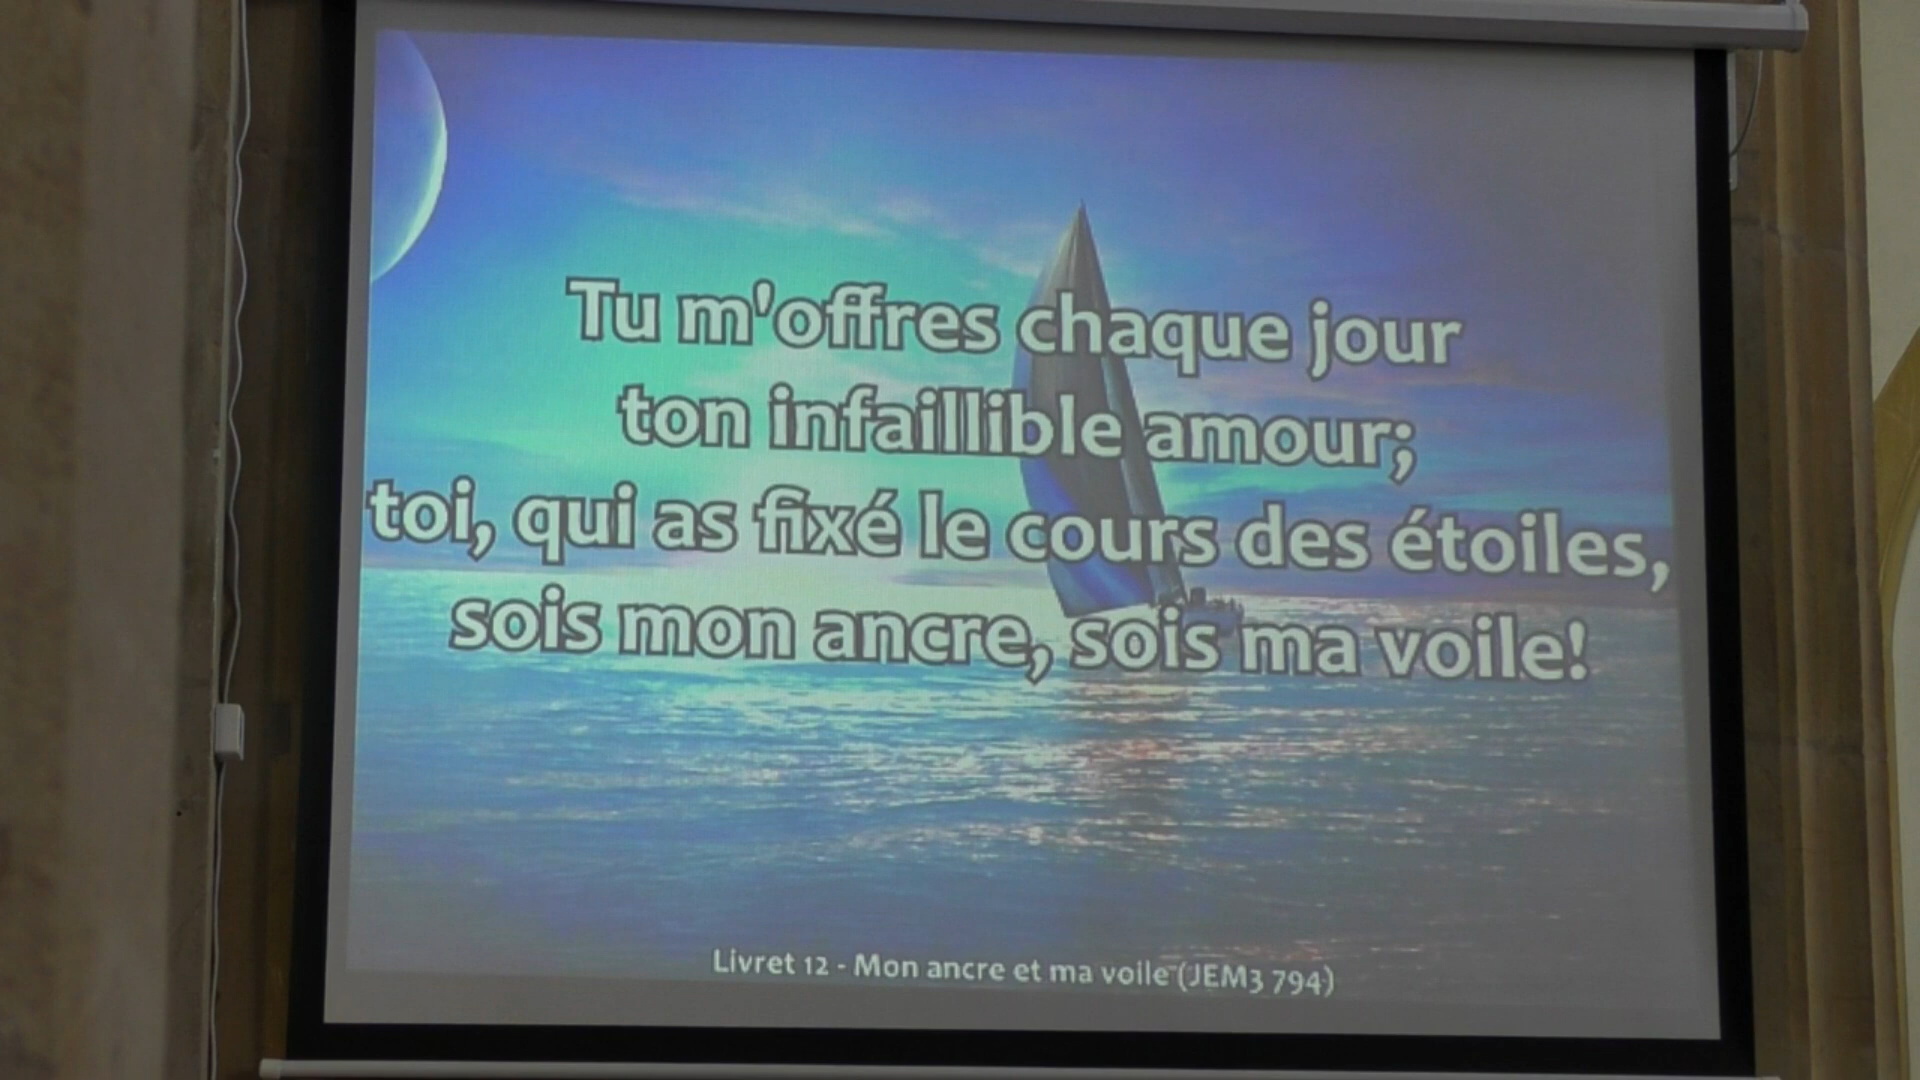 Tu m'offres chaque jour
ton infaillible amour;
toi, qui as fixé le cours des étoiles,
sois mon ancre, sois ma voile!
Livret 12 - Mon ancre et ma voile (JEM3 794)